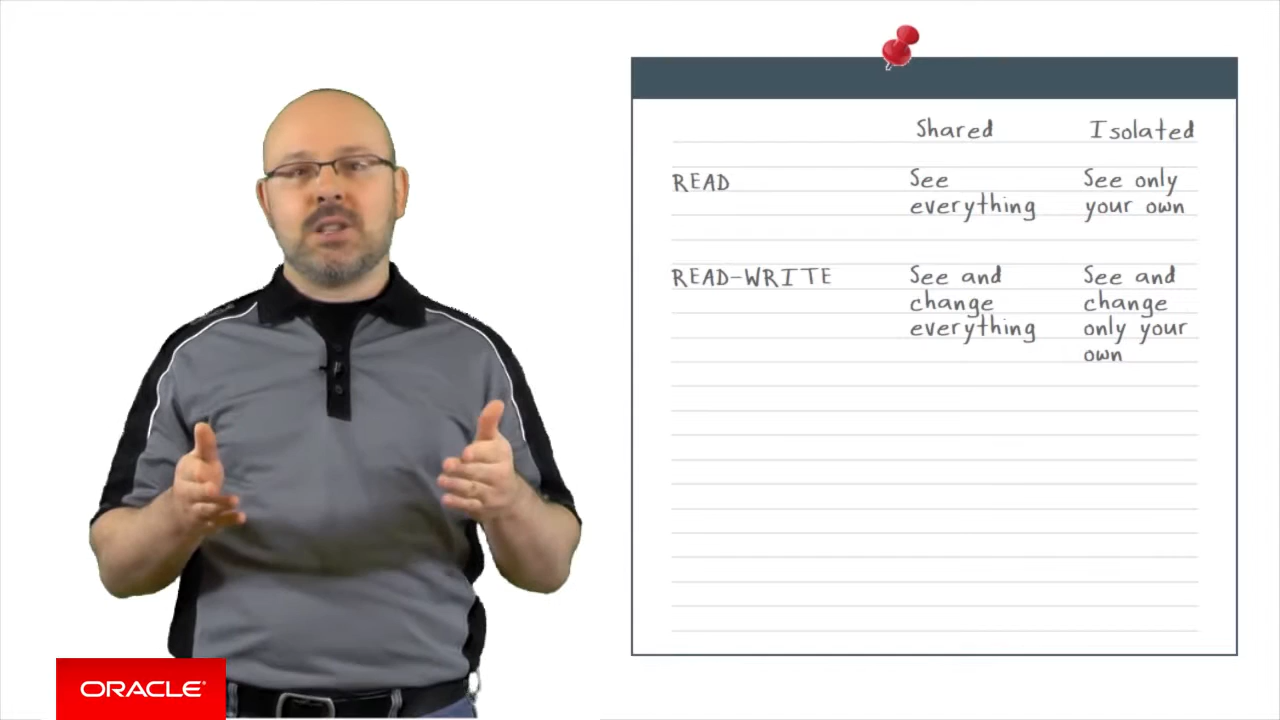 Shared Isolated
READ See See only
everything your own
READ-WRITE See and See and
change change
everything only your
own
ORACLE®